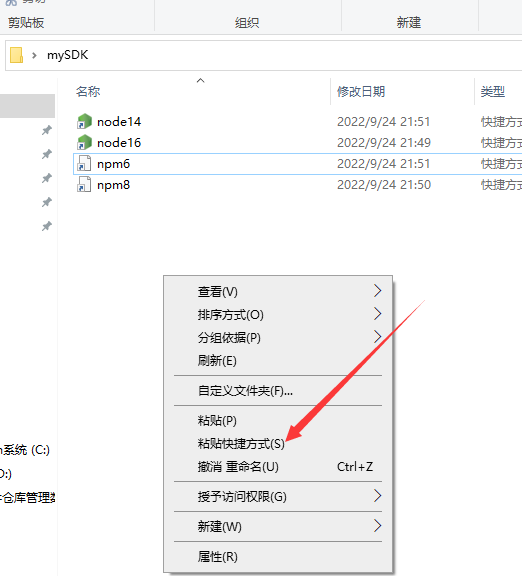 剪切
剪贴板 组织 新建
mySDK
名称 修改日期 类型
node14 2022/9/24 21:51 快捷方式
node16 2022/9/24 21:49 快捷方式
npm6 2022/9/24 21:51 快捷方式
npm8 2022/9/24 21:50 快捷方式
查看(V)
排序方式(O)
分组依据(P)
刷新(E)
自定义文件夹(F)...
粘贴(P)
粘贴快捷方式(S)
撤消 重命名(U) Ctrl+Z
授予访问权限(G)
新建(W)
属性(R)
系统 (C:)
D:)
仓库管理数